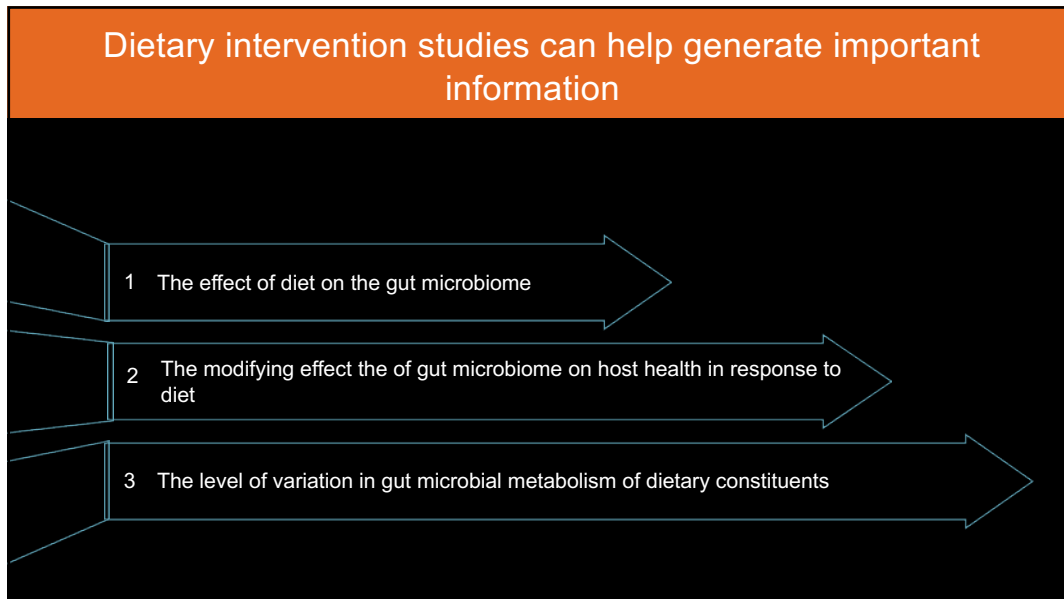 Dietary intervention studies can help generate important
information
1 The effect of diet on the gut microbiome
2 The modifying effect the of gut microbiome on host health in response to
diet
3 The level of variation in gut microbial metabolism of dietary constituents